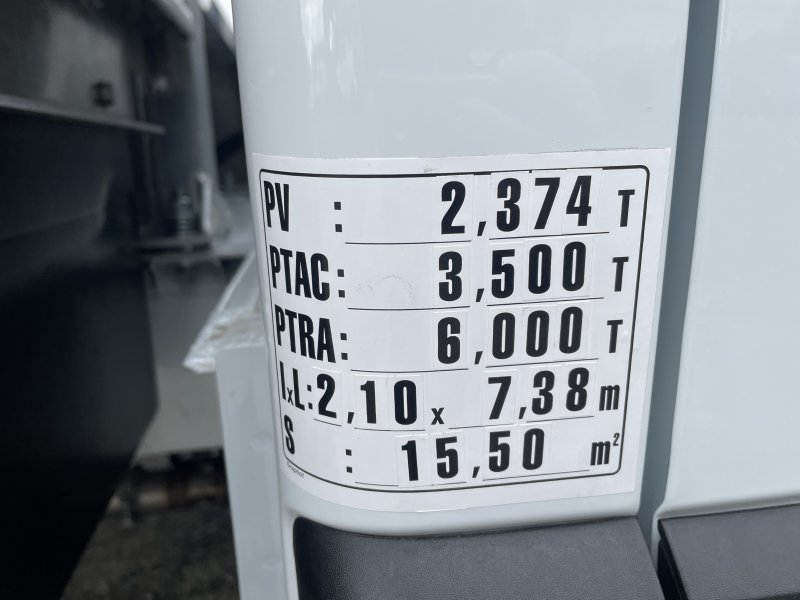 PV : 2,374 T
PTAC: 3,500 T
PTRA: 6,000 T
lxL:2,10 x 7,38 m
S : 15,50 m²